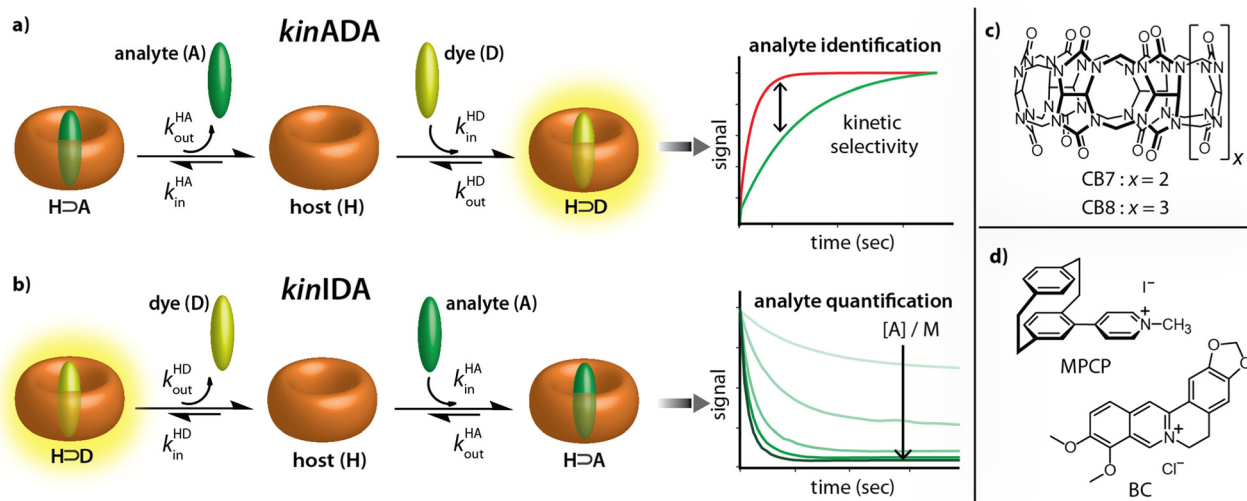 a)
kinADA
analyte (A)
dye (D)
k_out^HA
k_in^HA
k_in^HD
k_out^HD
H⊃A
host (H)
H⊃D
analyte identification
signal
kinetic
selectivity
time (sec)
b)
kinIDA
dye (D)
analyte (A)
k_out^HD
k_in^HD
k_in^HA
k_out^HA
H⊃D
host (H)
H⊃A
analyte quantification
[A] / M
signal
time (sec)
c)
O O O O O O
N N N N N N N N
N N N N N N N N
O O O O O O
x
CB7 : x = 2
CB8 : x = 3
d)
I⁻
+
N CH₃
MPCP
O
O
+
N
O
O
Cl⁻
BC